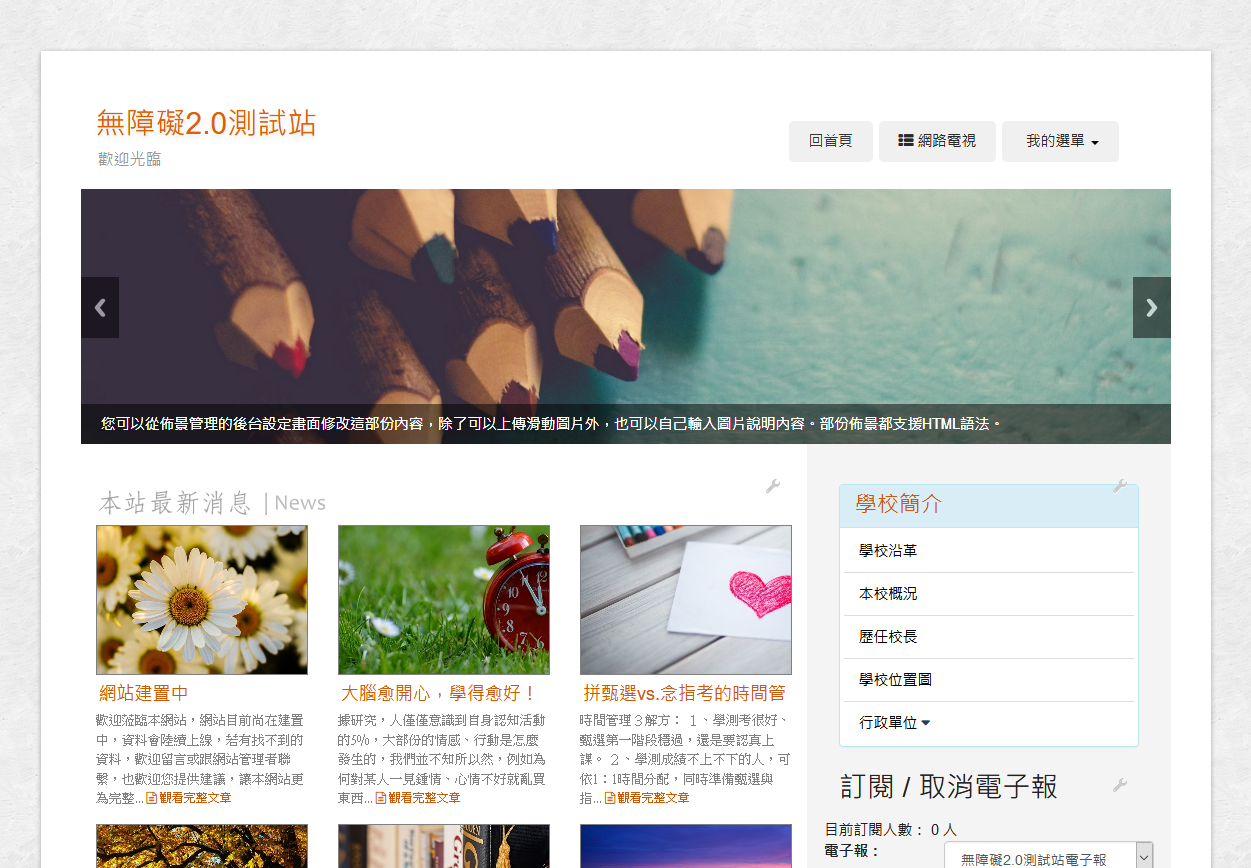 無障礙2.0測試站
歡迎光臨
回首頁
網路電視
我的選單
您可以從佈景管理的後台設定畫面修改這部份內容，除了可以上傳滑動圖片外，也可以自己輸入圖片說明內容。部份佈景都支援HTML語法。
本站最新消息 | News
網站建置中
歡迎蒞臨本網站，網站目前尚在建置
中，資料會陸續上線，若有找不到的
資料，歡迎留言或跟網站管理者聯
繫，也歡迎您提供建議，讓本網站更
為完整... 觀看完整文章
大腦愈開心，學得愈好！
據研究，人僅僅意識到自身認知活動
的5%，大部份的情感、行動是怎麼
發生的，我們並不知所以然，例如為
何對某人一見鍾情、心情不好就亂買
東西... 觀看完整文章
拼甄選vs.念指考的時間管
時間管理３解方： １、學測考很好、
甄選第一階段穩過，還是要認真上
課。 ２、學測成績不上不下的人，可
依1：1時間分配，同時準備甄選與
指... 觀看完整文章
學校簡介
學校沿革
本校概況
歷任校長
學校位置圖
行政單位
訂閱 / 取消電子報
目前訂閱人數： 0 人
電子報：
無障礙2.0測試站電子報